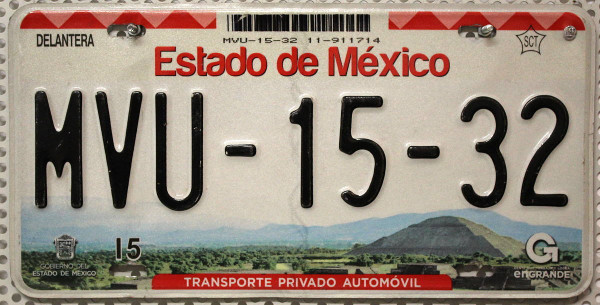 DELANTERA
MVU-15-32 11-911714
SCT
Estado de México
MVU-15-32
GOBIERNO DEL
ESTADO DE MÉXICO
15
G
enGRANDE
TRANSPORTE PRIVADO AUTOMÓVIL